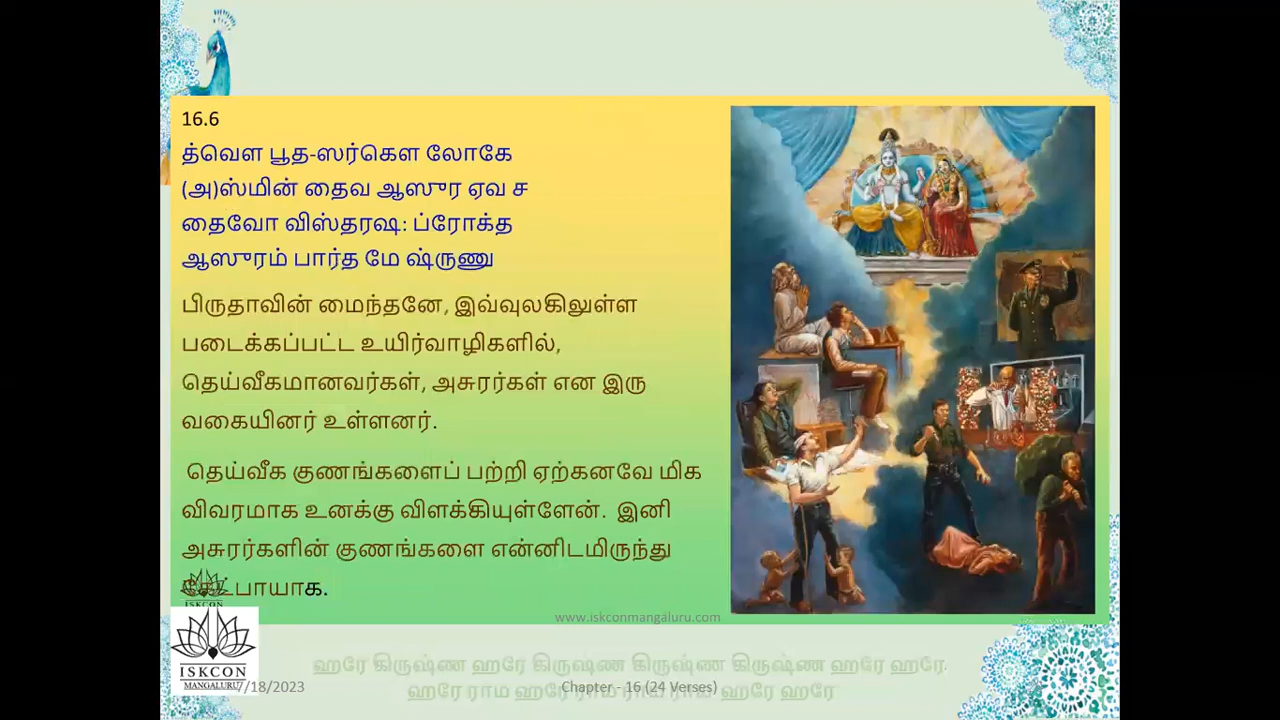 16.6
த்வௌ பூத-ஸர்கௌ லோகே
(அ)ஸ்மின் தைவ ஆஸுர ஏவ ச
தைவோ விஸ்தரஷ: ப்ரோக்த
ஆஸுரம் பார்த மே ஷ்ருணு
பிருதாவின் மைந்தனே, இவ்வுலகிலுள்ள
படைக்கப்பட்ட உயிர்வாழிகளில்,
தெய்வீகமானவர்கள், அசுரர்கள் என இரு
வகையினர் உள்ளனர்.
தெய்வீக குணங்களைப் பற்றி ஏற்கனவே மிக
விவரமாக உனக்கு விளக்கியுள்ளேன். இனி
அசுரர்களின் குணங்களை என்னிடமிருந்து
ISKCON
www.iskconmangaluru.com
ISKCON
MANGALURU
ஹரே கிருஷ்ண ஹரே கிருஷ்ண கிருஷ்ண கிருஷ்ண ஹரே ஹரே
7/18/2023
Chapter - 16 (24 Verses)
ஹரே ராம ஹரே ஹரே ஹரே